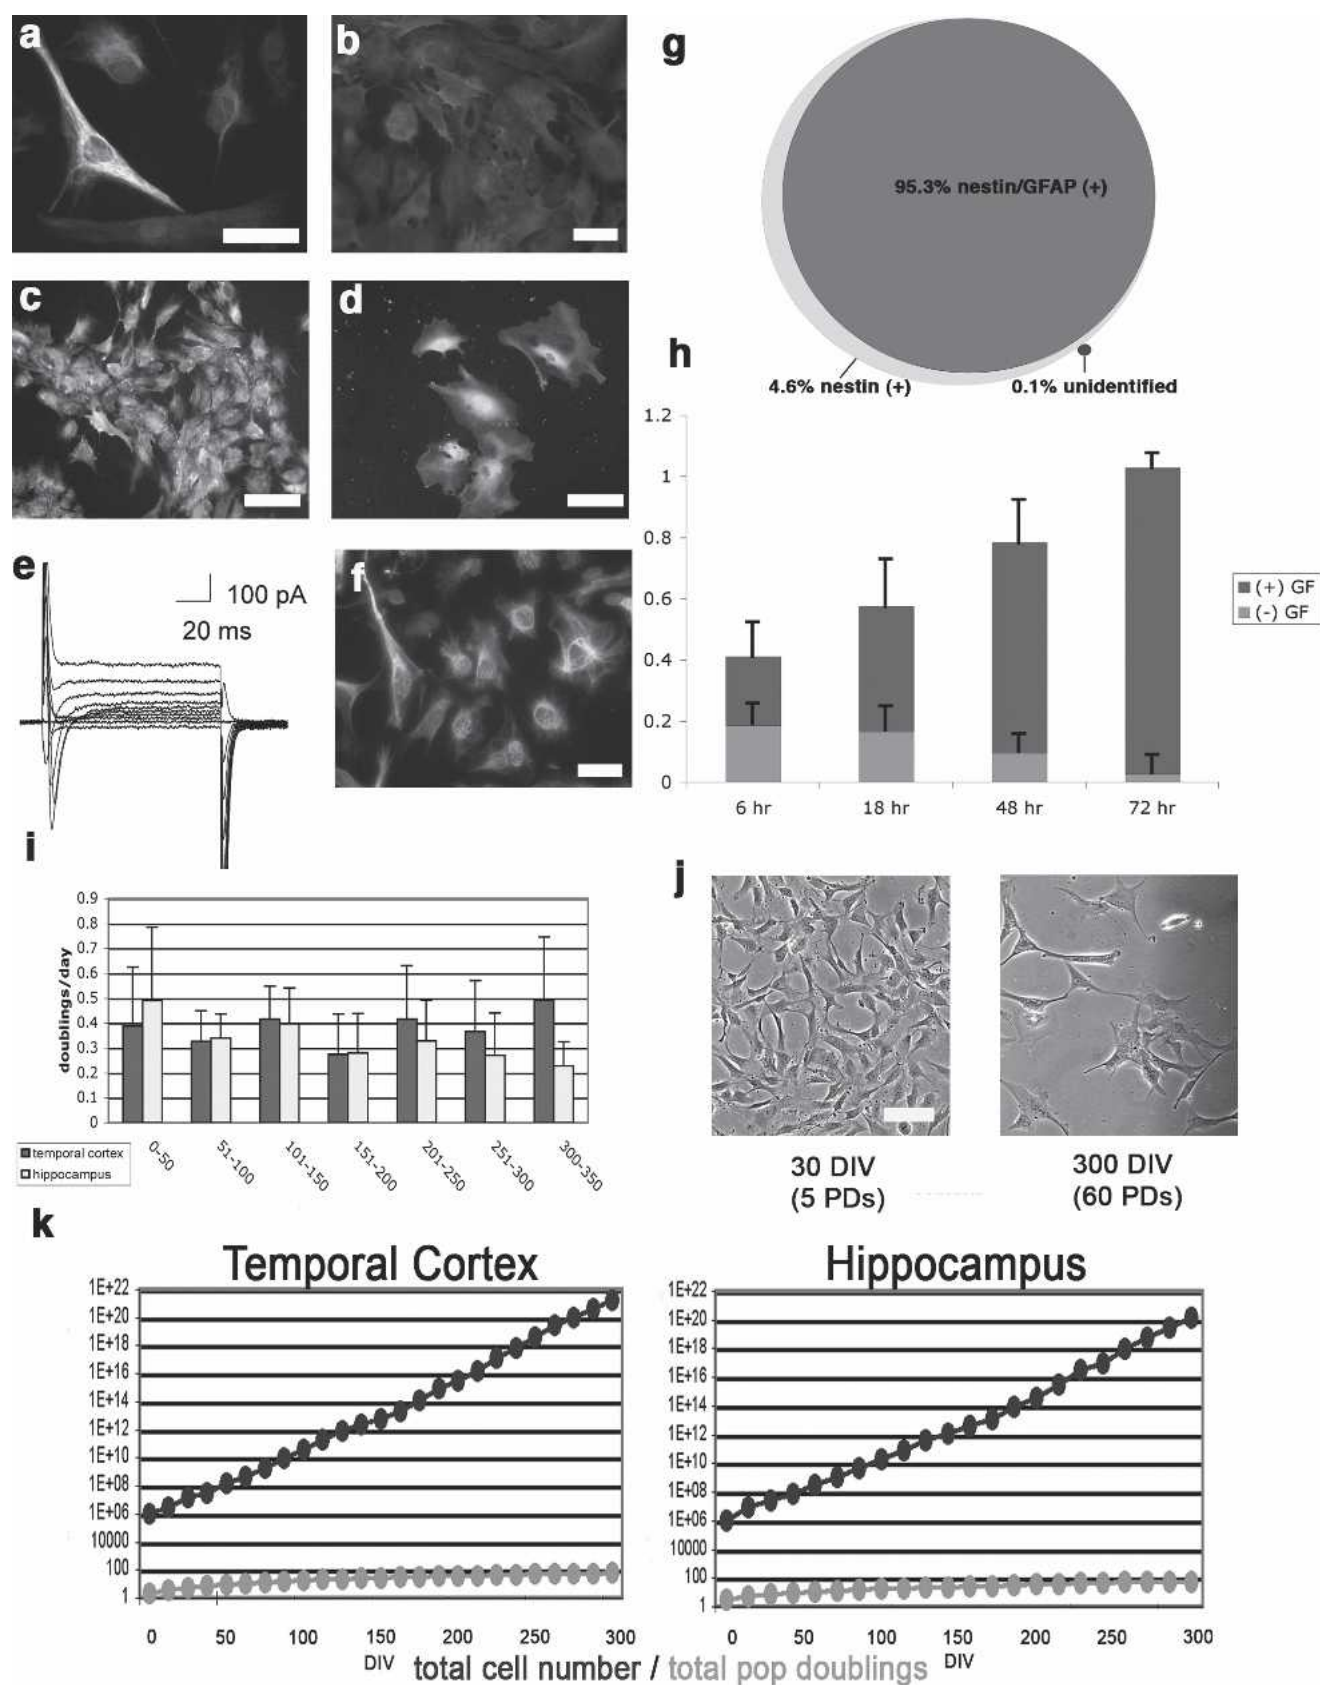 a
b
g
95.3% nestin/GFAP (+)
4.6% nestin (+)
0.1% unidentified
c
d
h
1.2
1
0.8
0.6
0.4
0.2
0
6 hr
18 hr
48 hr
72 hr
(+) GF
(-) GF
e
100 pA
20 ms
f
i
0.9
0.8
0.7
0.6
0.5
0.4
0.3
0.2
0.1
0
doublings/day
temporal cortex
hippocampus
0-50
51-100
101-150
151-200
201-250
251-300
300-350
j
30 DIV
(5 PDs)
300 DIV
(60 PDs)
k
Temporal Cortex
1E+22
1E+20
1E+18
1E+16
1E+14
1E+12
1E+10
1E+08
1E+06
10000
100
1
0 50 100 150 200 250 300
DIV
Hippocampus
1E+22
1E+20
1E+18
1E+16
1E+14
1E+12
1E+10
1E+08
1E+06
10000
100
1
0 50 100 150 200 250 300
DIV
total cell number / total pop doublings